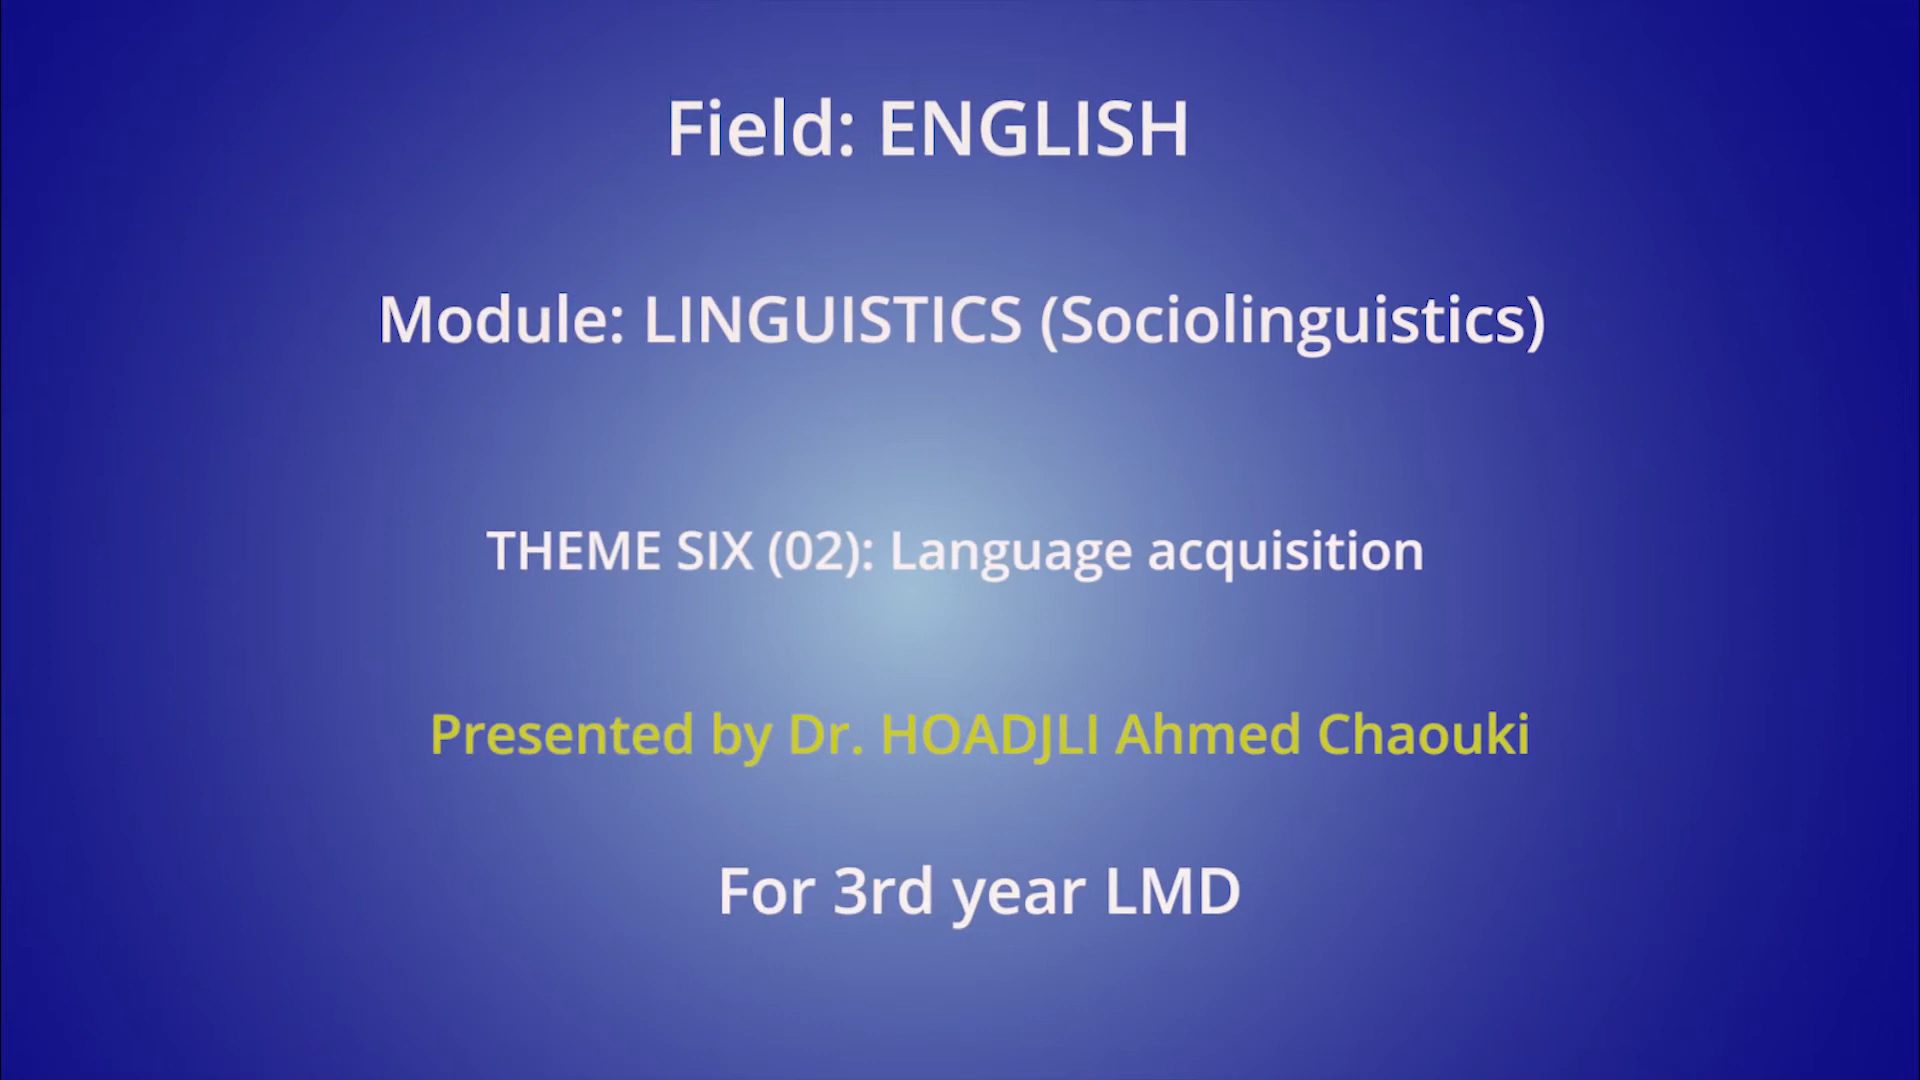 Field: ENGLISH
Module: LINGUISTICS (Sociolinguistics)
THEME SIX (02): Language acquisition
Presented by Dr. HOADJLI Ahmed Chaouki
For 3rd year LMD